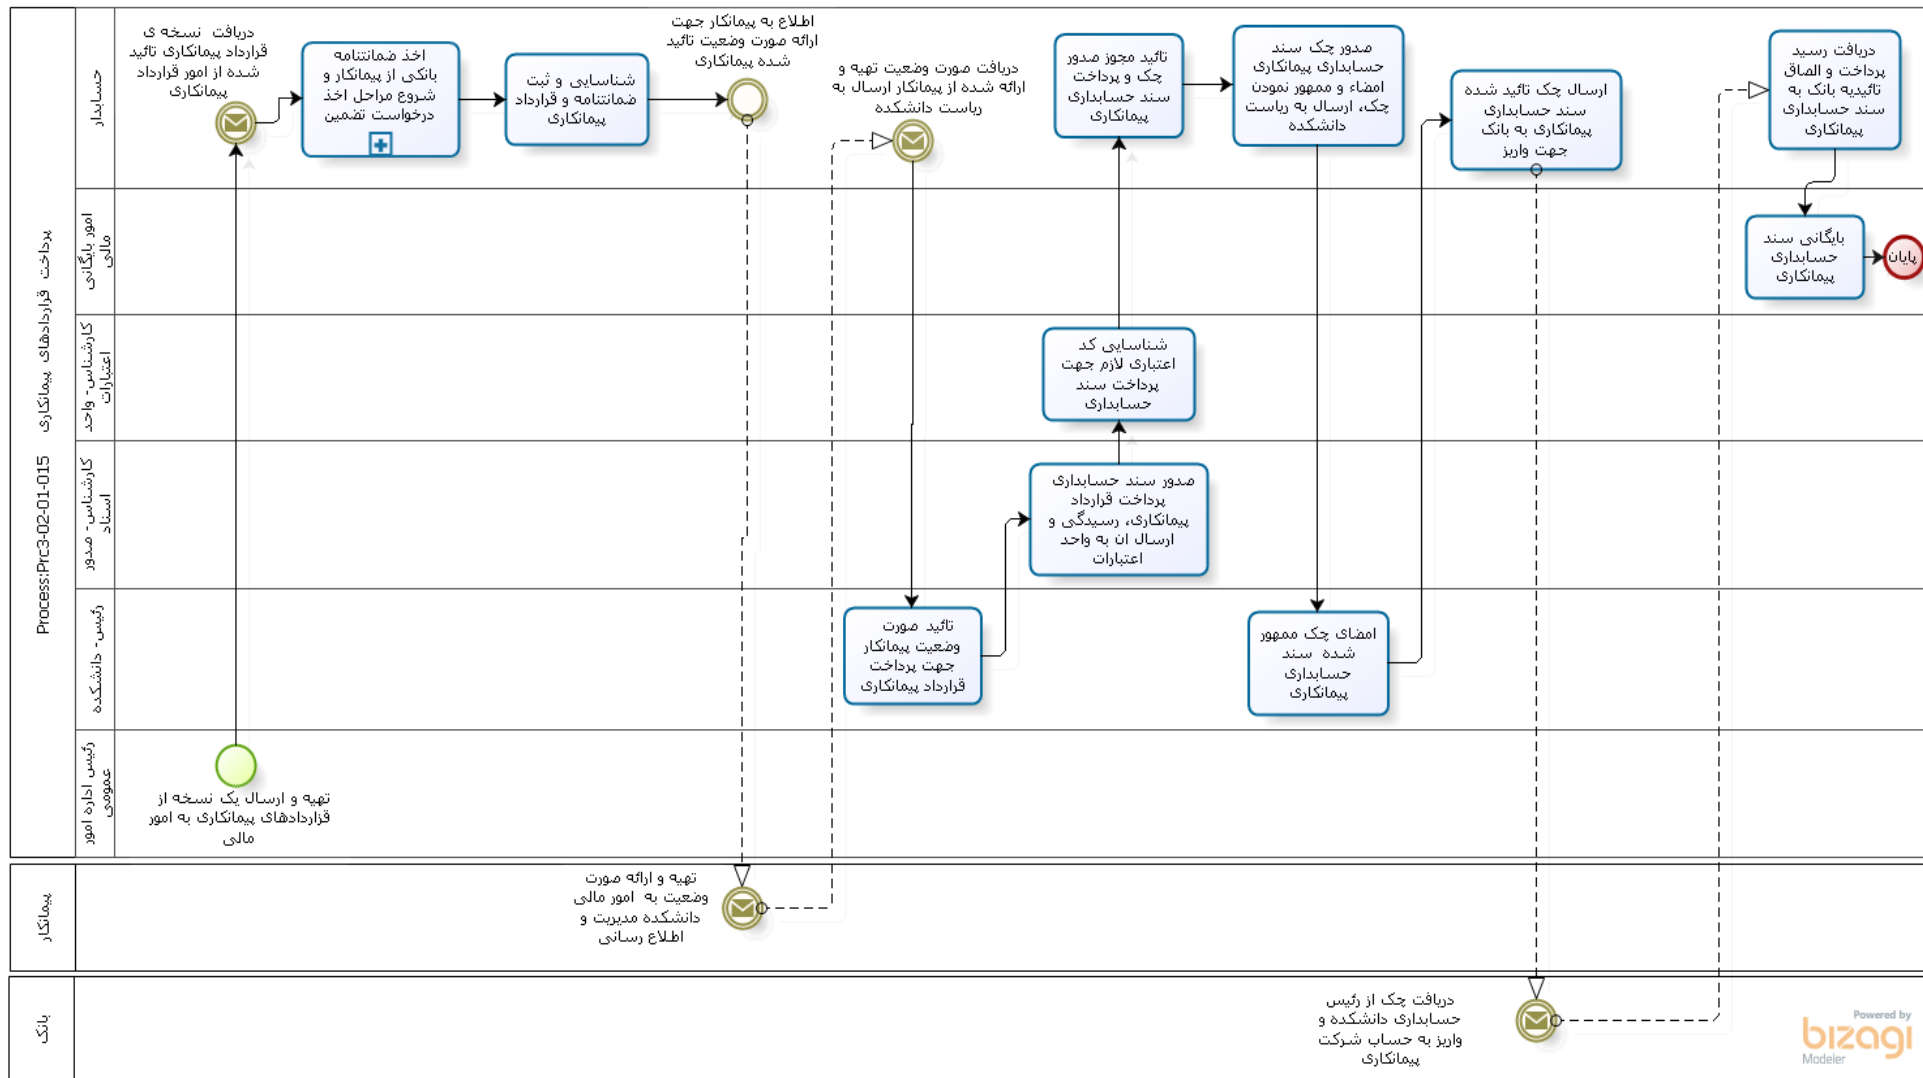 Process:Prc3-02-01-015 پرداخت قراردادهای پیمانکاری
حسابدار
دریافت نسخه ی
قرارداد پیمانکاری تائید
شده از امور قرارداد
پیمانکاری
اخذ ضمانتنامه
بانکی از پیمانکار و
شروع مراحل اخذ
درخواست تضمین
شناسایی و ثبت
ضمانتنامه و قرارداد
پیمانکاری
اطلاع به پیمانکار جهت
ارائه صورت وضعیت تائید
شده پیمانکاری
دریافت صورت وضعیت تهیه و
ارائه شده از پیمانکار ارسال به
ریاست دانشکده
تائید مجوز صدور
چک و پرداخت
سند حسابداری
پیمانکاری
صدور چک سند
حسابداری پیمانکاری
امضاء و ممهور نمودن
چک، ارسال به ریاست
دانشکده
ارسال چک تائید شده
سند حسابداری
پیمانکاری به بانک
جهت واریز
دریافت رسید
پرداخت و الصاق
تائیدیه بانک به
سند حسابداری
پیمانکاری
امور بایگانی
مالی
بایگانی سند
حسابداری
پیمانکاری
پایان
کارشناس- واحد
اعتبارات
شناسایی کد
اعتباری لازم جهت
پرداخت سند
حسابداری
کارشناس- صدور
اسناد
صدور سند حسابداری
پرداخت قرارداد
پیمانکاری، رسیدگی و
ارسال ان به واحد
اعتبارات
رئیس- دانشکده
تائید صورت
وضعیت پیمانکار
جهت پرداخت
قرارداد پیمانکاری
امضای چک ممهور
شده سند
حسابداری
پیمانکاری
رئیس اداره امور
عمومی
تهیه و ارسال یک نسخه از
قراردادهای پیمانکاری به امور
مالی
پیمانکار
تهیه و ارائه صورت
وضعیت به امور مالی
دانشکده مدیریت و
اطلاع رسانی
بانک
دریافت چک از رئیس
حسابداری دانشکده و
واریز به حساب شرکت
پیمانکاری
Powered by
bizagi
Modeler